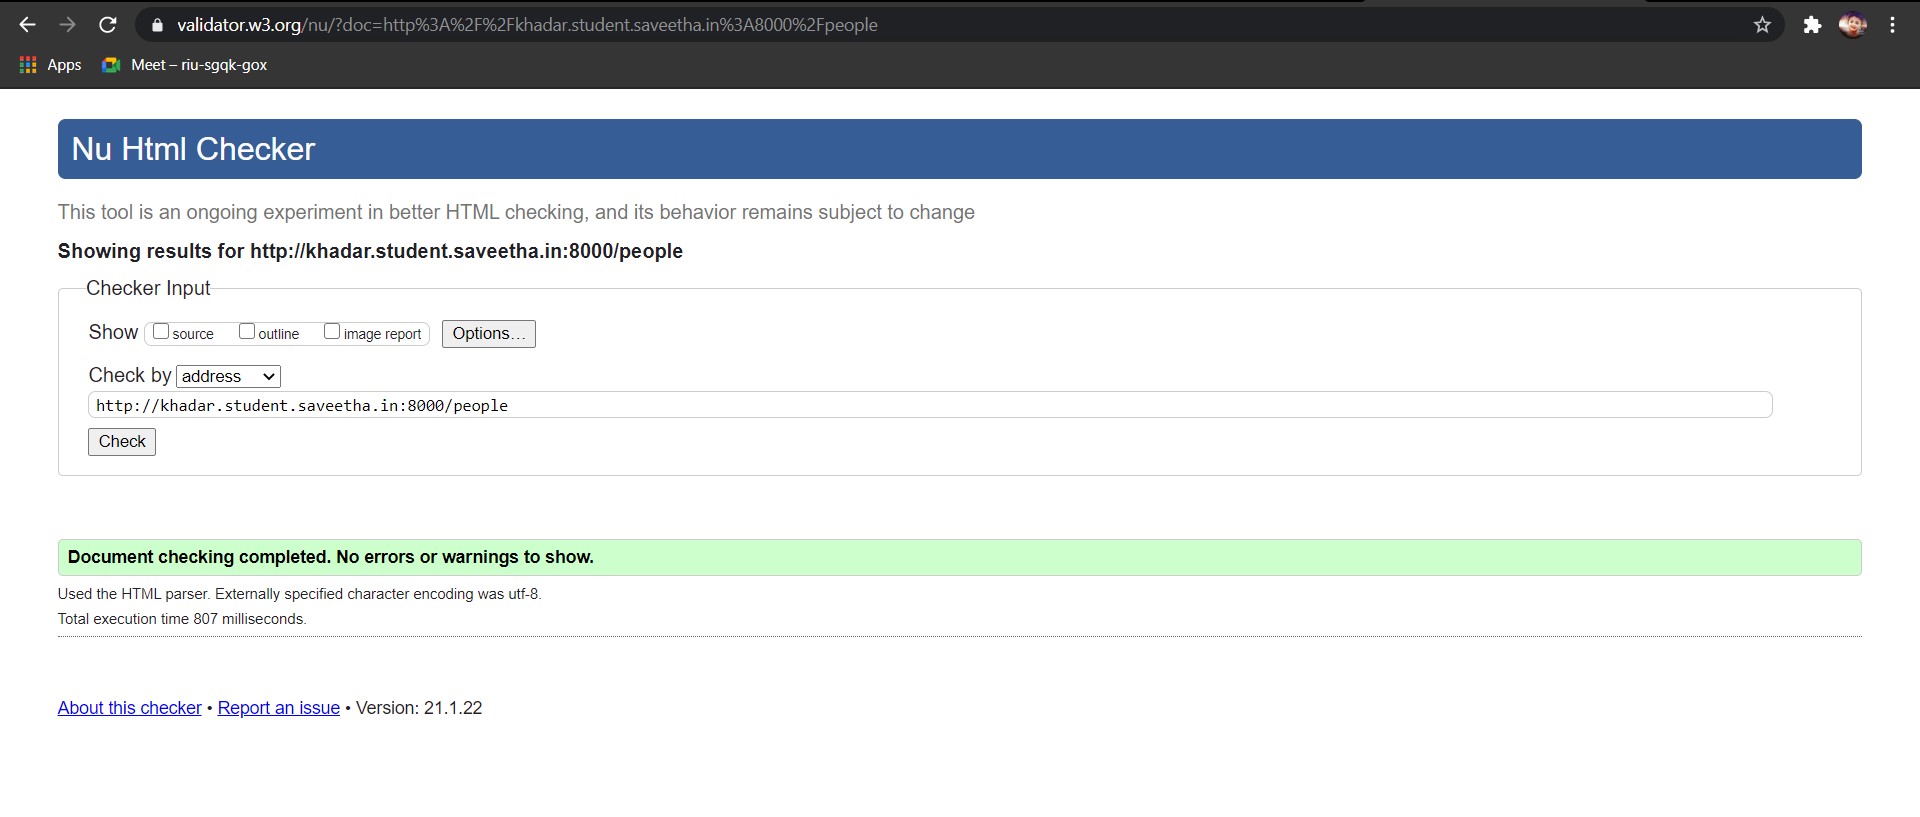 validator.w3.org/nu/?doc=http%3A%2F%2Fkhadar.student.saveetha.in%3A8000%2Fpeople
Apps Meet – riu-sgqk-gox
Nu Html Checker
This tool is an ongoing experiment in better HTML checking, and its behavior remains subject to change
Showing results for http://khadar.student.saveetha.in:8000/people
Checker Input
Show source outline image report Options...
Check by address
http://khadar.student.saveetha.in:8000/people
Check
Document checking completed. No errors or warnings to show.
Used the HTML parser. Externally specified character encoding was utf-8.
Total execution time 807 milliseconds.
About this checker • Report an issue • Version: 21.1.22